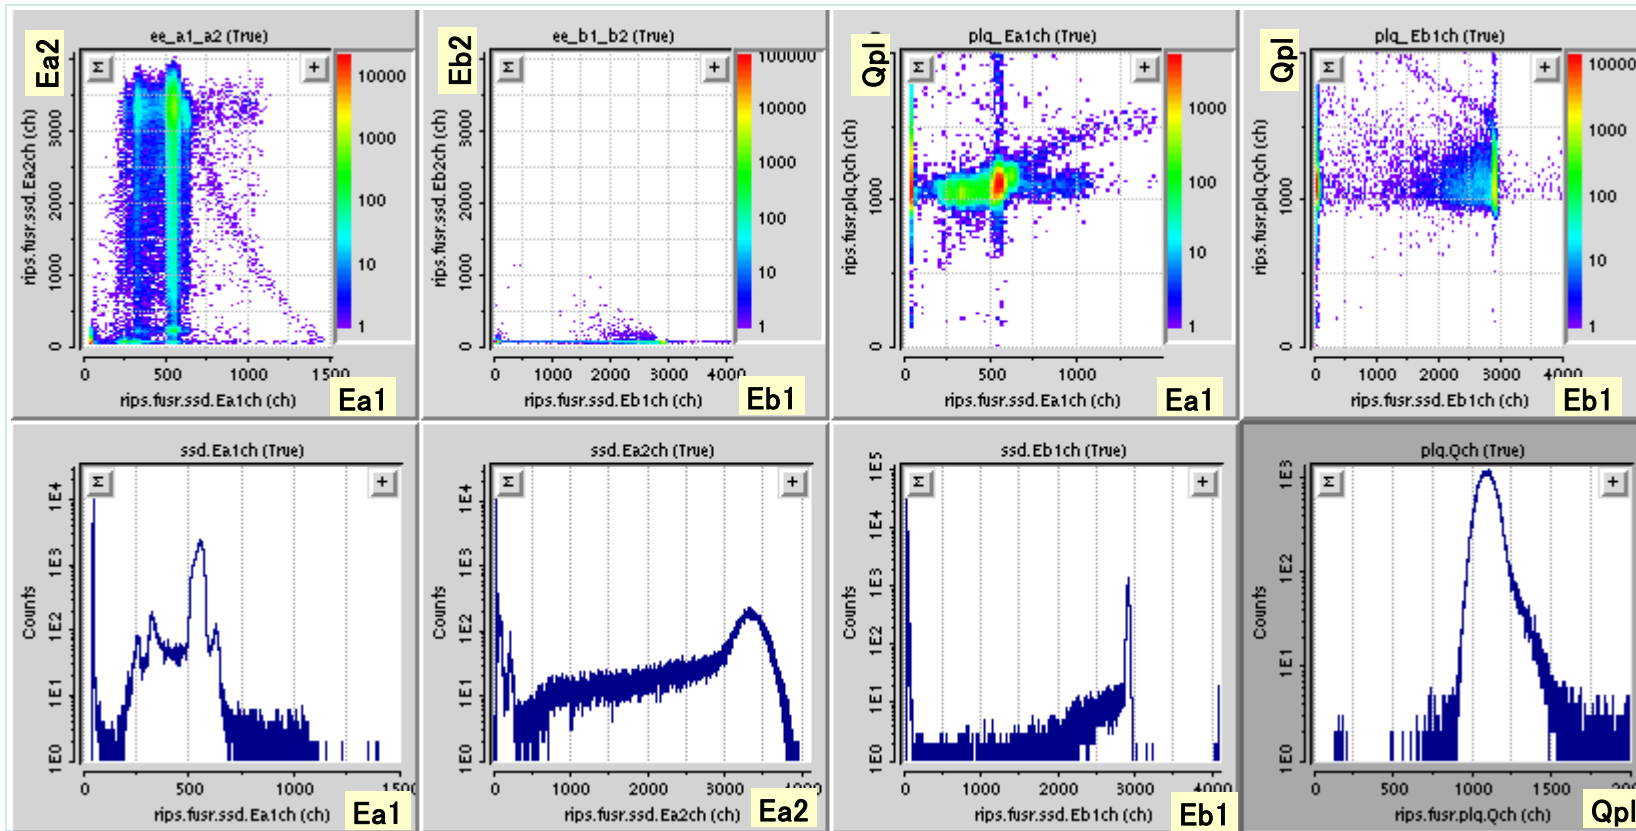 ee_a1_a2 (True)
Ea2
Σ
+
10000
1000
100
10
1
rips.fusr.ssd.Ea2ch (ch)
0
1000
2000
3000
0
500
1000
1500
rips.fusr.ssd.Ea1ch (ch)
Ea1
ee_b1_b2 (True)
Eb2
Σ
+
100000
10000
1000
100
10
1
rips.fusr.ssd.Eb2ch (ch)
0
1000
2000
3000
0
1000
2000
3000
4000
rips.fusr.ssd.Eb1ch (ch)
Eb1
plq_Ea1ch (True)
Qpl
Σ
+
1000
100
10
1
rips.fusr.plq.Qch (ch)
0
1000
0
500
1000
rips.fusr.ssd.Ea1ch (ch)
Ea1
plq_Eb1ch (True)
Qpl
Σ
+
10000
1000
100
10
1
rips.fusr.plq.Qch (ch)
0
1000
0
1000
2000
3000
4000
rips.fusr.ssd.Eb1ch (ch)
Eb1
ssd.Ea1ch (True)
Σ
+
Counts
1E0
1E1
1E2
1E3
1E4
0
500
1000
1500
rips.fusr.ssd.Ea1ch (ch)
Ea1
ssd.Ea2ch (True)
Σ
+
Counts
1E0
1E1
1E2
1E3
1E4
0
1000
2000
3000
4000
rips.fusr.ssd.Ea2ch (ch)
Ea2
ssd.Eb1ch (True)
Σ
+
Counts
1E0
1E1
1E2
1E3
1E4
1E5
0
1000
2000
3000
4000
rips.fusr.ssd.Eb1ch (ch)
Eb1
plq.Qch (True)
Σ
+
Counts
1E0
1E1
1E2
1E3
0
500
1000
1500
2000
rips.fusr.plq.Qch (ch)
Qpl